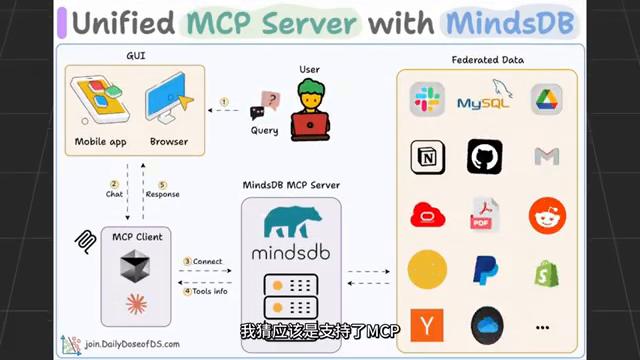 Unified MCP Server with MindsDB
GUI
User
Federated Data
1
?
Query
Mobile app
Browser
MySQL
2
Chat
5
Response
MindsDB MCP Server
MCP Client
mindsdb
3 Connect
4 Tools info
PDF
Y
...
我猜应该是支持了MCP
join.DailyDoseofDS.com